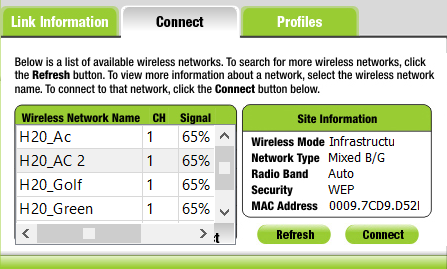 Link Information Connect Profiles
Below is a list of available wireless networks. To search for more wireless networks, click
the Refresh button. To view more information about a network, select the wireless network
name. To connect to that network, click the Connect button below.
Wireless Network Name CH Signal
H20_Ac 1 65%
H20_AC 2 1 65%
H20_Golf 1 65%
H20_Green 1 65%
Site Information
Wireless Mode Infrastructu
Network Type Mixed B/G
Radio Band Auto
Security WEP
MAC Address 0009.7CD9.D52
Refresh Connect